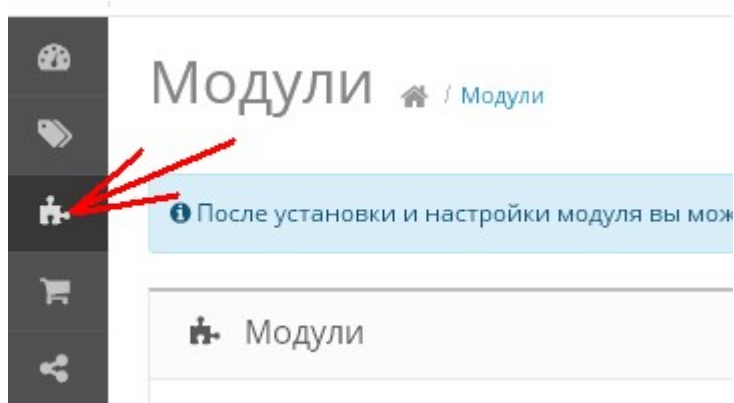 Модули / Модули
После установки и настройки модуля вы мож
Модули